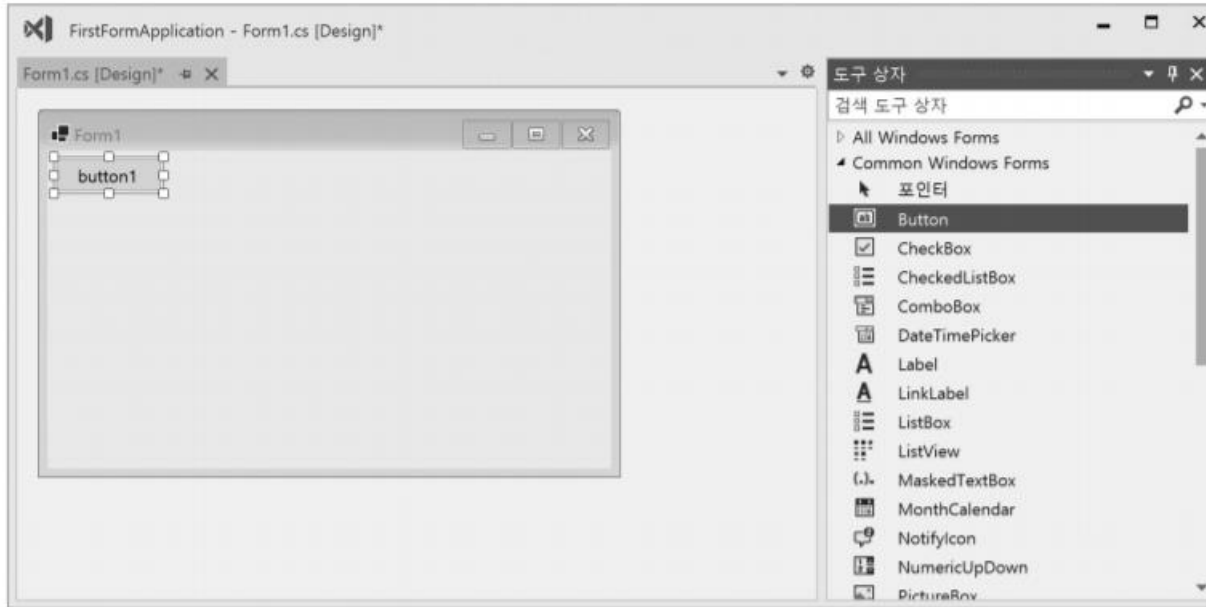 FirstFormApplication - Form1.cs [Design]*
Form1.cs [Design]*
Form1
button1
도구 상자
검색 도구 상자
All Windows Forms
Common Windows Forms
포인터
Button
CheckBox
CheckedListBox
ComboBox
DateTimePicker
Label
LinkLabel
ListBox
ListView
MaskedTextBox
MonthCalendar
NotifyIcon
NumericUpDown
PictureBox